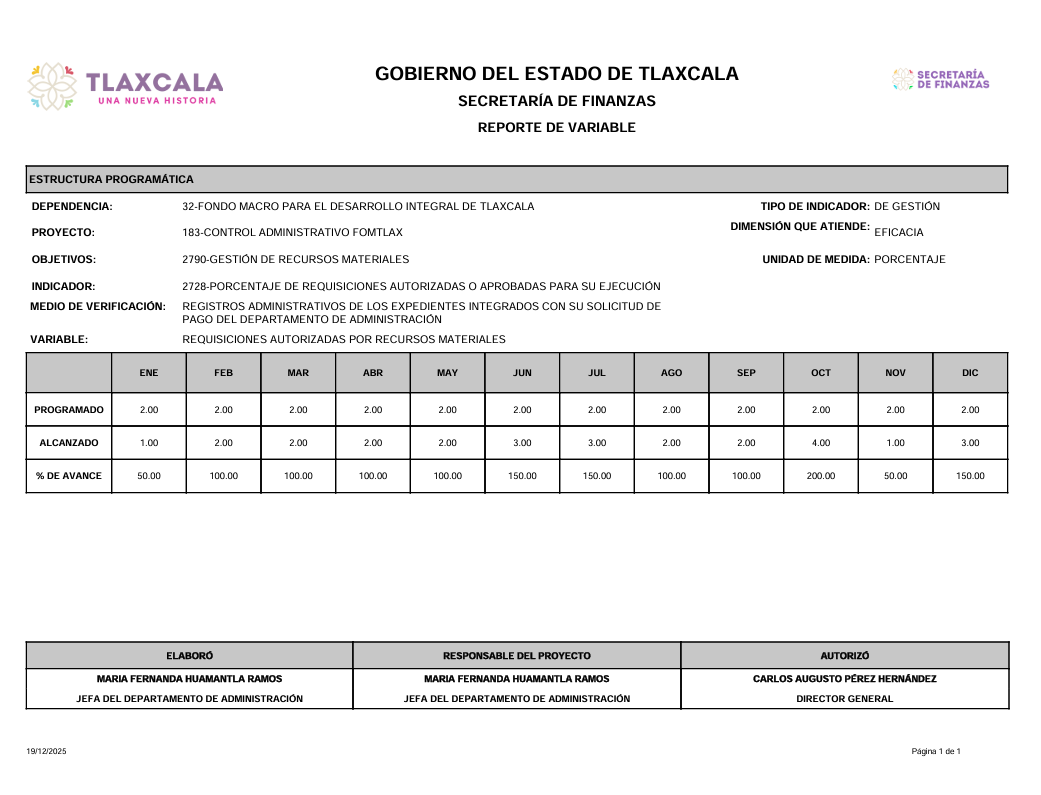 TLAXCALA
UNA NUEVA HISTORIA
GOBIERNO DEL ESTADO DE TLAXCALA
SECRETARÍA DE FINANZAS
REPORTE DE VARIABLE
SECRETARÍA
DE FINANZAS
ESTRUCTURA PROGRAMÁTICA
DEPENDENCIA: 32-FONDO MACRO PARA EL DESARROLLO INTEGRAL DE TLAXCALA TIPO DE INDICADOR: DE GESTIÓN
PROYECTO: 183-CONTROL ADMINISTRATIVO FOMTLAX DIMENSIÓN QUE ATIENDE: EFICACIA
OBJETIVOS: 2790-GESTIÓN DE RECURSOS MATERIALES UNIDAD DE MEDIDA: PORCENTAJE
INDICADOR: 2728-PORCENTAJE DE REQUISICIONES AUTORIZADAS O APROBADAS PARA SU EJECUCIÓN
MEDIO DE VERIFICACIÓN: REGISTROS ADMINISTRATIVOS DE LOS EXPEDIENTES INTEGRADOS CON SU SOLICITUD DE
PAGO DEL DEPARTAMENTO DE ADMINISTRACIÓN
VARIABLE: REQUISICIONES AUTORIZADAS POR RECURSOS MATERIALES
ENE FEB MAR ABR MAY JUN JUL AGO SEP OCT NOV DIC
PROGRAMADO 2.00 2.00 2.00 2.00 2.00 2.00 2.00 2.00 2.00 2.00 2.00 2.00
ALCANZADO 1.00 2.00 2.00 2.00 2.00 3.00 3.00 2.00 2.00 4.00 1.00 3.00
% DE AVANCE 50.00 100.00 100.00 100.00 100.00 150.00 150.00 100.00 100.00 200.00 50.00 150.00
ELABORÓ RESPONSABLE DEL PROYECTO AUTORIZÓ
MARIA FERNANDA HUAMANTLA RAMOS MARIA FERNANDA HUAMANTLA RAMOS CARLOS AUGUSTO PÉREZ HERNÁNDEZ
JEFA DEL DEPARTAMENTO DE ADMINISTRACIÓN JEFA DEL DEPARTAMENTO DE ADMINISTRACIÓN DIRECTOR GENERAL
19/12/2025 Página 1 de 1